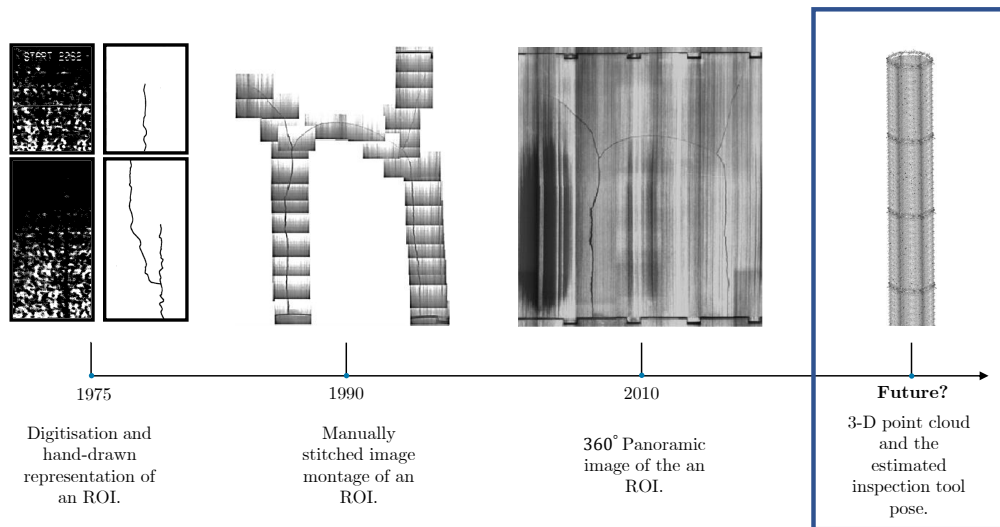 START 2C62
1975
Digitisation and
hand-drawn
representation of
an ROI.
1990
Manually
stitched image
montage of an
ROI.
2010
360° Panoramic
image of the an
ROI.
Future?
3-D point cloud
and the
estimated
inspection tool
pose.